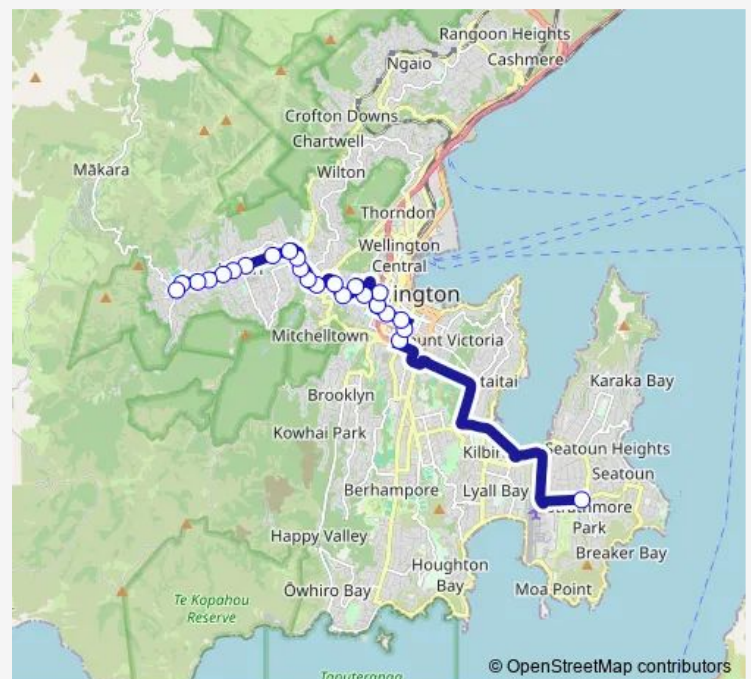 Rangoon Heights
Ngaio
Cashmere
Crofton Downs
Chartwell
Mākara
Wilton
Thorndon
Wellington
Central
ington
Mitchelltown
ount Victoria
taitai
Karaka Bay
Brooklyn
Kowhai Park
Kilbir
Seatoun Heights
Seatoun
Berhampore
Lyall Bay
Strathmore
Park
Happy Valley
Breaker Bay
Houghton
Bay
Ōwhiro Bay
Moa Point
Te Kopahou
Reserve
Taputeranga
© OpenStreetMap contributors